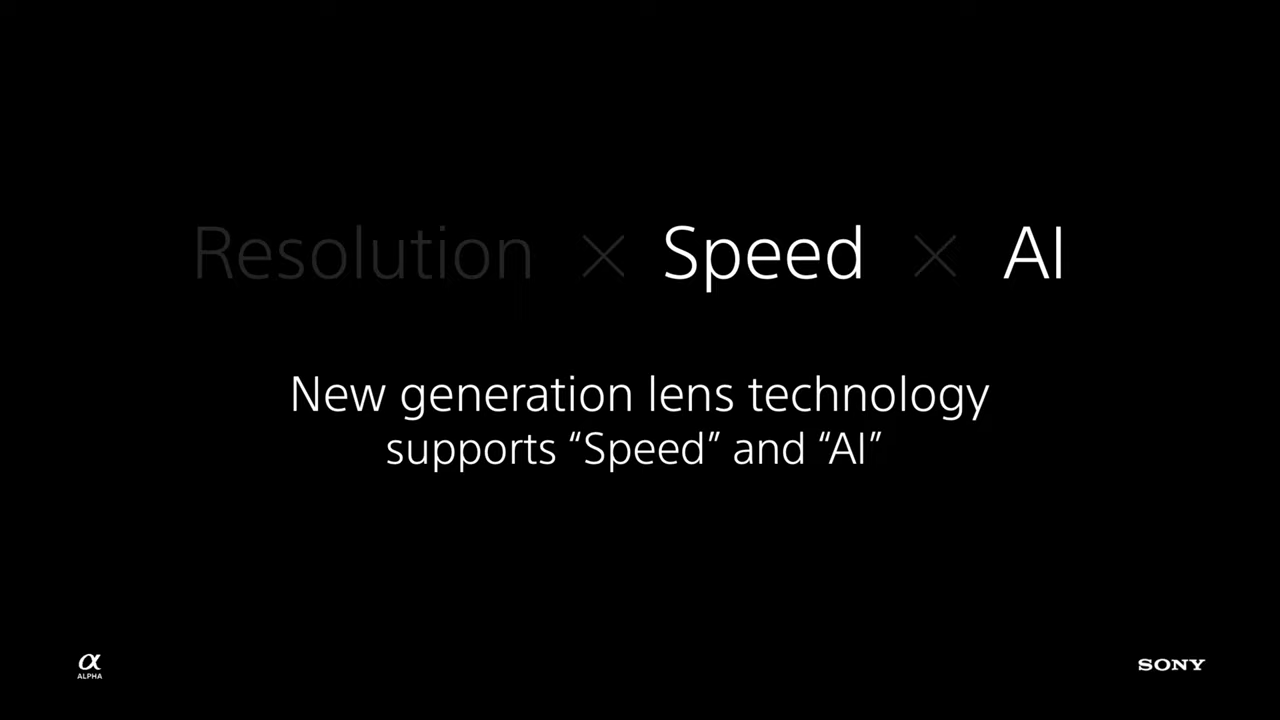 Resolution × Speed × AI
New generation lens technology
supports “Speed” and “AI”
α
ALPHA
SONY